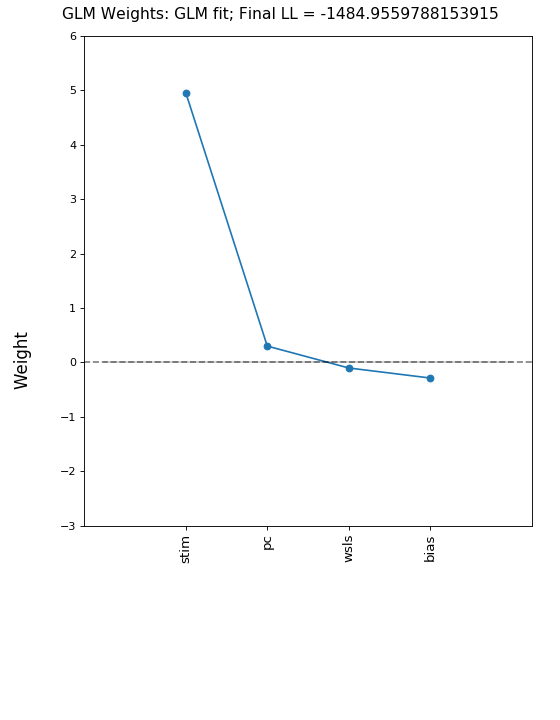 GLM Weights: GLM fit; Final LL = -1484.9559788153915
6
5
4
3
2
1
0
−1
−2
−3
Weight
stim
pc
wsls
bias